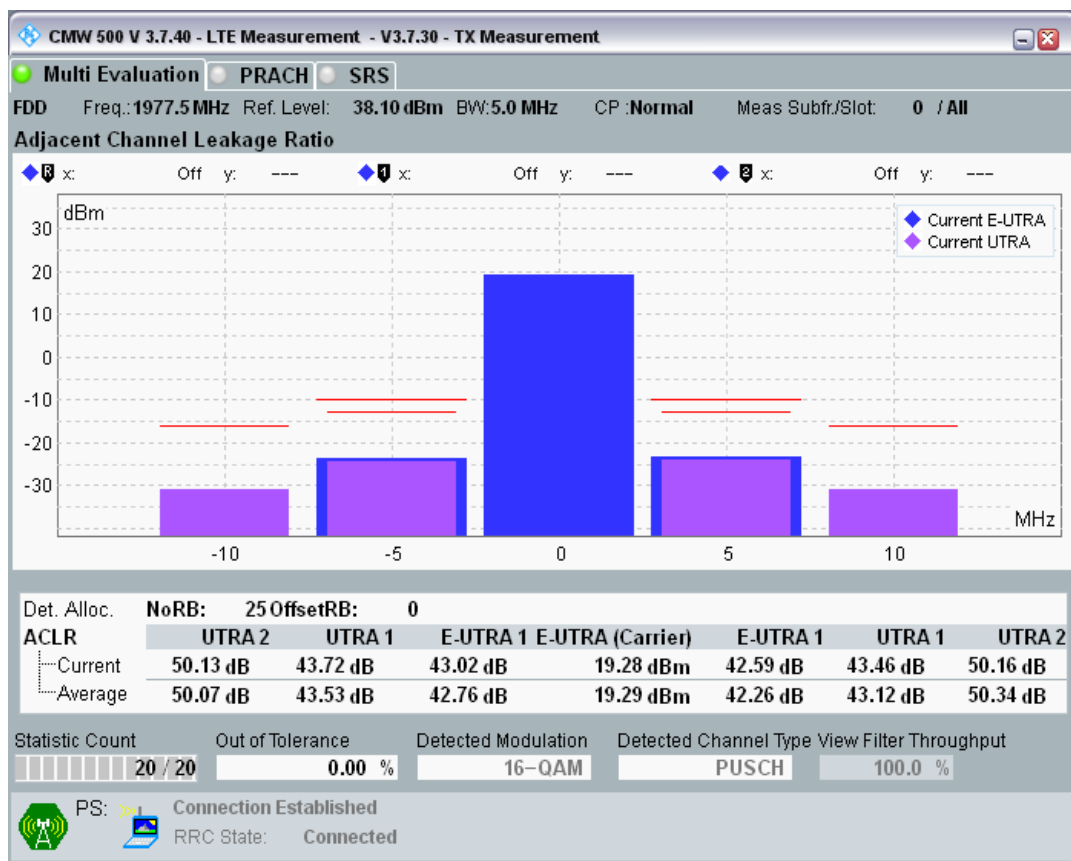 CMW 500 V 3.7.40 - LTE Measurement - V3.7.30 - TX Measurement
Multi Evaluation PRACH SRS
FDD Freq.: 1977.5 MHz Ref. Level: 38.10 dBm BW: 5.0 MHz CP : Normal Meas Subfr./Slot: 0 / All
Adjacent Channel Leakage Ratio
R x: Off y: --- 1 x: Off y: --- 2 x: Off y: ---
dBm
Current E-UTRA
Current UTRA
30
20
10
0
-10
-20
-30
MHz
-10 -5 0 5 10
Det. Alloc. NoRB: 25 OffsetRB: 0
ACLR UTRA 2 UTRA 1 E-UTRA 1 E-UTRA (Carrier) E-UTRA 1 UTRA 1 UTRA 2
Current 50.13 dB 43.72 dB 43.02 dB 19.28 dBm 42.59 dB 43.46 dB 50.16 dB
Average 50.07 dB 43.53 dB 42.76 dB 19.29 dBm 42.26 dB 43.12 dB 50.34 dB
Statistic Count Out of Tolerance Detected Modulation Detected Channel Type View Filter Throughput
20 / 20 0.00 % 16-QAM PUSCH 100.0 %
PS: Connection Established
RRC State: Connected